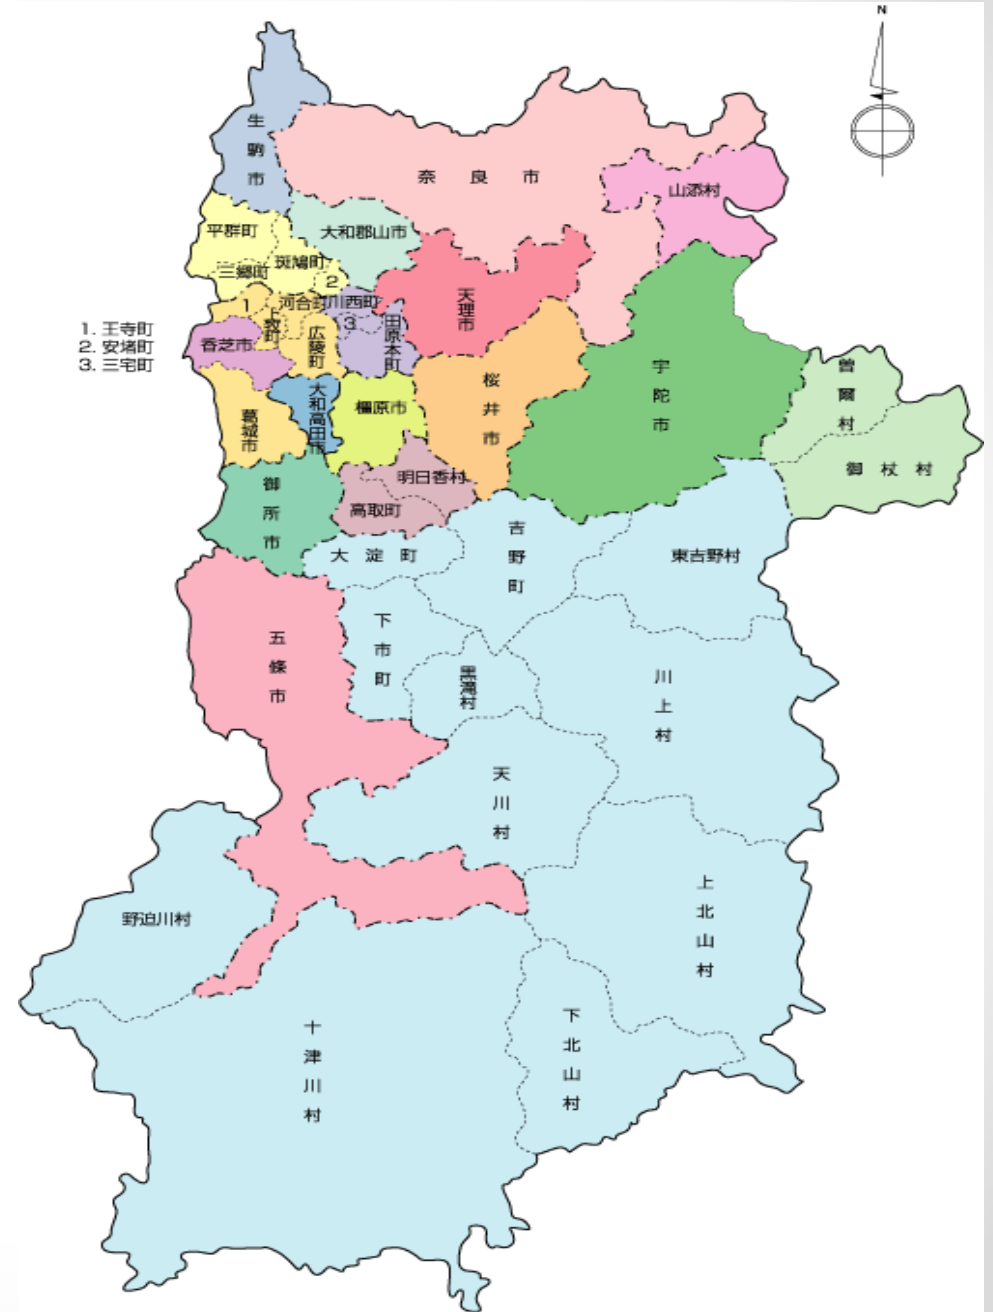 N
生駒市
奈良市
山添村
平群町
大和郡山市
斑鳩町
三郷町
2
天理市
1
河合町
川西町
上牧町
3
田原本町
広陵町
1. 王寺町
2. 安堵町
3. 三宅町
香芝市
宇陀市
曽爾村
桜井市
大和高田市
橿原市
葛城市
御杖村
明日香村
御所市
高取町
吉野町
大淀町
東吉野村
下市町
五條市
黒滝村
川上村
天川村
上北山村
野迫川村
下北山村
十津川村